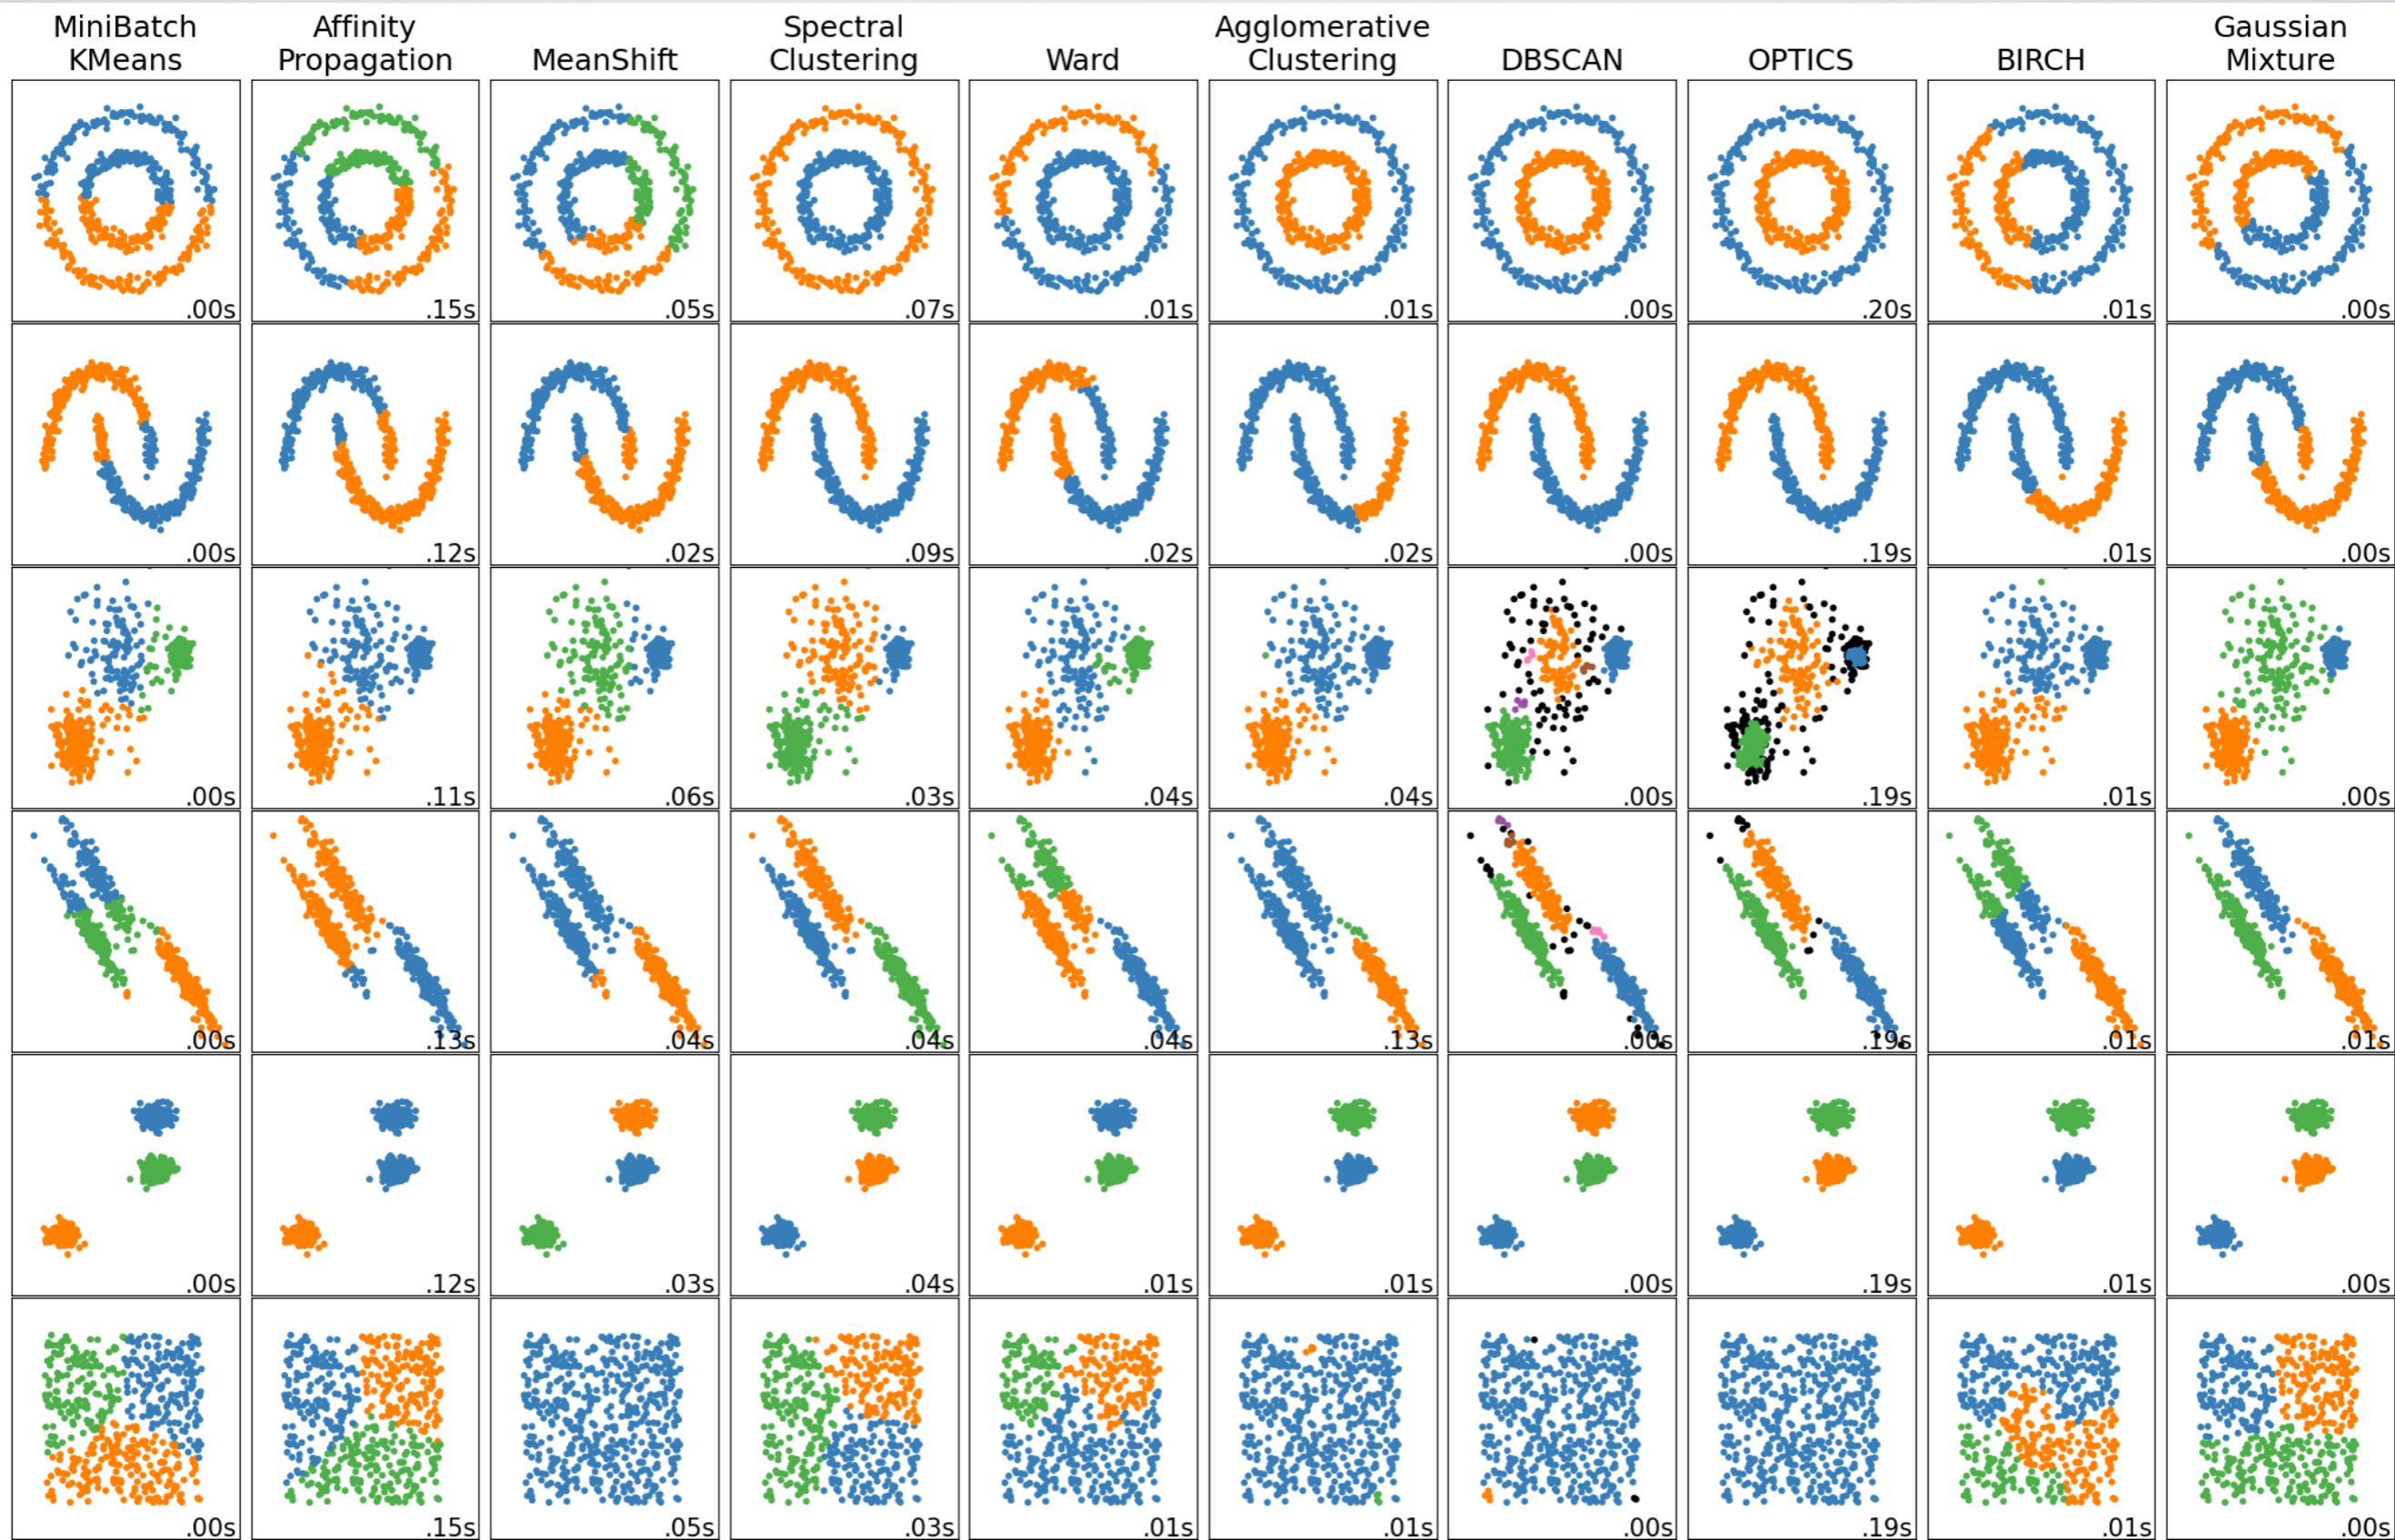 MiniBatch
KMeans
Affinity
Propagation
MeanShift
Spectral
Clustering
Ward
Agglomerative
Clustering
DBSCAN
OPTICS
BIRCH
Gaussian
Mixture
.00s
.15s
.05s
.07s
.01s
.01s
.00s
.20s
.01s
.00s
.00s
.12s
.02s
.09s
.02s
.02s
.00s
.19s
.01s
.00s
.00s
.11s
.06s
.03s
.04s
.04s
.00s
.19s
.01s
.00s
.00s
.13s
.04s
.04s
.04s
.13s
.00s
.19s
.01s
.01s
.00s
.12s
.03s
.04s
.01s
.01s
.00s
.19s
.01s
.00s
.00s
.15s
.05s
.03s
.01s
.01s
.00s
.19s
.01s
.00s